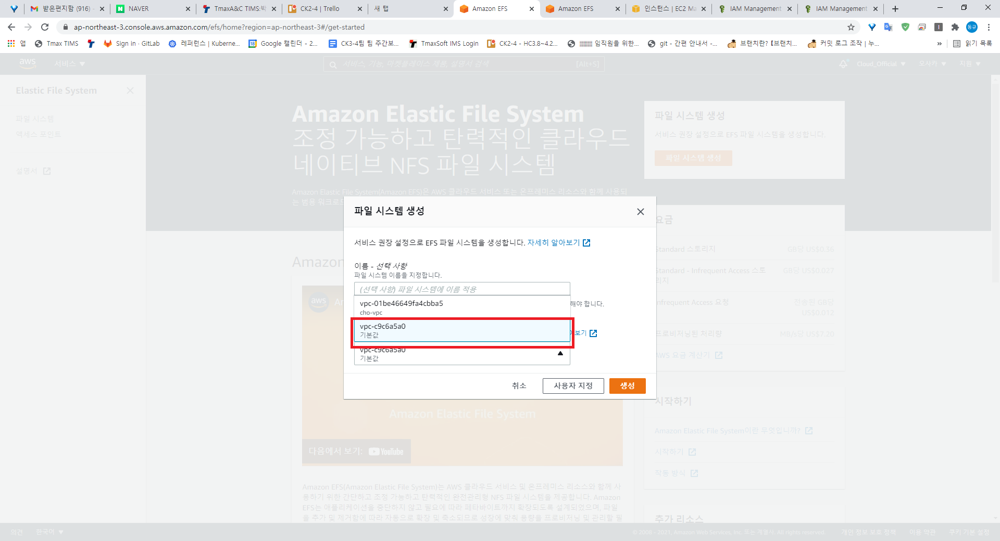 받은편지함 (916) -
NAVER
TmaxA&C TIMS:박
CK2-4 | Trello
새 탭
Amazon EFS
Amazon EFS
인스턴스 | EC2 Ma
IAM Management
IAM Management
ap-northeast-3.console.aws.amazon.com/efs/home?region=ap-northeast-3#/get-started
동규
앱
Tmax TIMS
Sign in · GitLab
레퍼런스 | Kuberne...
Google 캘린더 - 2...
CK3-4팀 팀 주간보...
TmaxSoft IMS Login
CK2-4 - HC3.8~4.2...
임직원을 위한...
git - 간편 안내서 -...
브랜치란? 【브랜치...
커밋 로그 조작 | 누...
»
읽기 목록
aws
서비스 ▼
서비스, 기능, 마켓플레이스 제품, 설명서 검색
[Alt+S]
Cloud_Official ▼
오사카 ▼
지원 ▼
Elastic File System
파일 시스템
액세스 포인트
설명서
Amazon Elastic File System
조정 가능하고 탄력적인 클라우드
네이티브 NFS 파일 시스템
Amazon Elastic File System(Amazon EFS)은 AWS 클라우드 서비스 또는 온프레미스 리소스와 함께 사용되
는 범용 워크로드
파일 시스템 생성
서비스 권장 설정으로 EFS 파일 시스템을 생성합니다.
파일 시스템 생성
파일 시스템 생성
서비스 권장 설정으로 EFS 파일 시스템을 생성합니다. 자세히 알아보기
이름 - 선택 사항
파일 시스템 이름을 지정합니다.
(선택 사항) 파일 시스템에 이름 적용
vpc-01be46649fa4cbba5
cho-vpc
해야 합니다.
vpc-c9c6a5a0
기본값
보기
vpc-c9c6a5a0
기본값
취소
사용자 지정
생성
요금
Standard 스토리지
GB당 US$0.36
Standard - Infrequent Access 스토
리지
GB당 US$0.027
Infrequent Access 요청
전송된 GB당
US$0.012
프로비저닝된 처리량
MB/s당 US$7.20
AWS 요금 계산기
시작하기
Amazon Elastic File System이란 무엇입니까?
시작하기
작동 방식
추가 리소스
Amazon
aws
Ar
Amazon Elastic File System
다음에서 보기:
YouTube
Amazon EFS(Amazon Elastic File System)는 AWS 클라우드 서비스 및 온프레미스 리소스와 함께 사
용하기 위한 간단하고 조정 가능하고 탄력적인 완전관리형 NFS 파일 시스템을 제공합니다. Amazon
EFS는 애플리케이션을 중단하지 않고 필요에 따라 페타바이트까지 확장되도록 설계되었으며, 파일
을 추가 및 제거함에 따라 자동으로 확장 및 축소되므로 성장에 맞춰 용량을 프로비저닝 및 관리할 필
의견
한국어 ▼
© 2008 - 2021, Amazon Web Services, Inc. 또는 계열사. All rights reserved.
개인 정보 보호 정책
이용 약관
쿠키 기본 설정